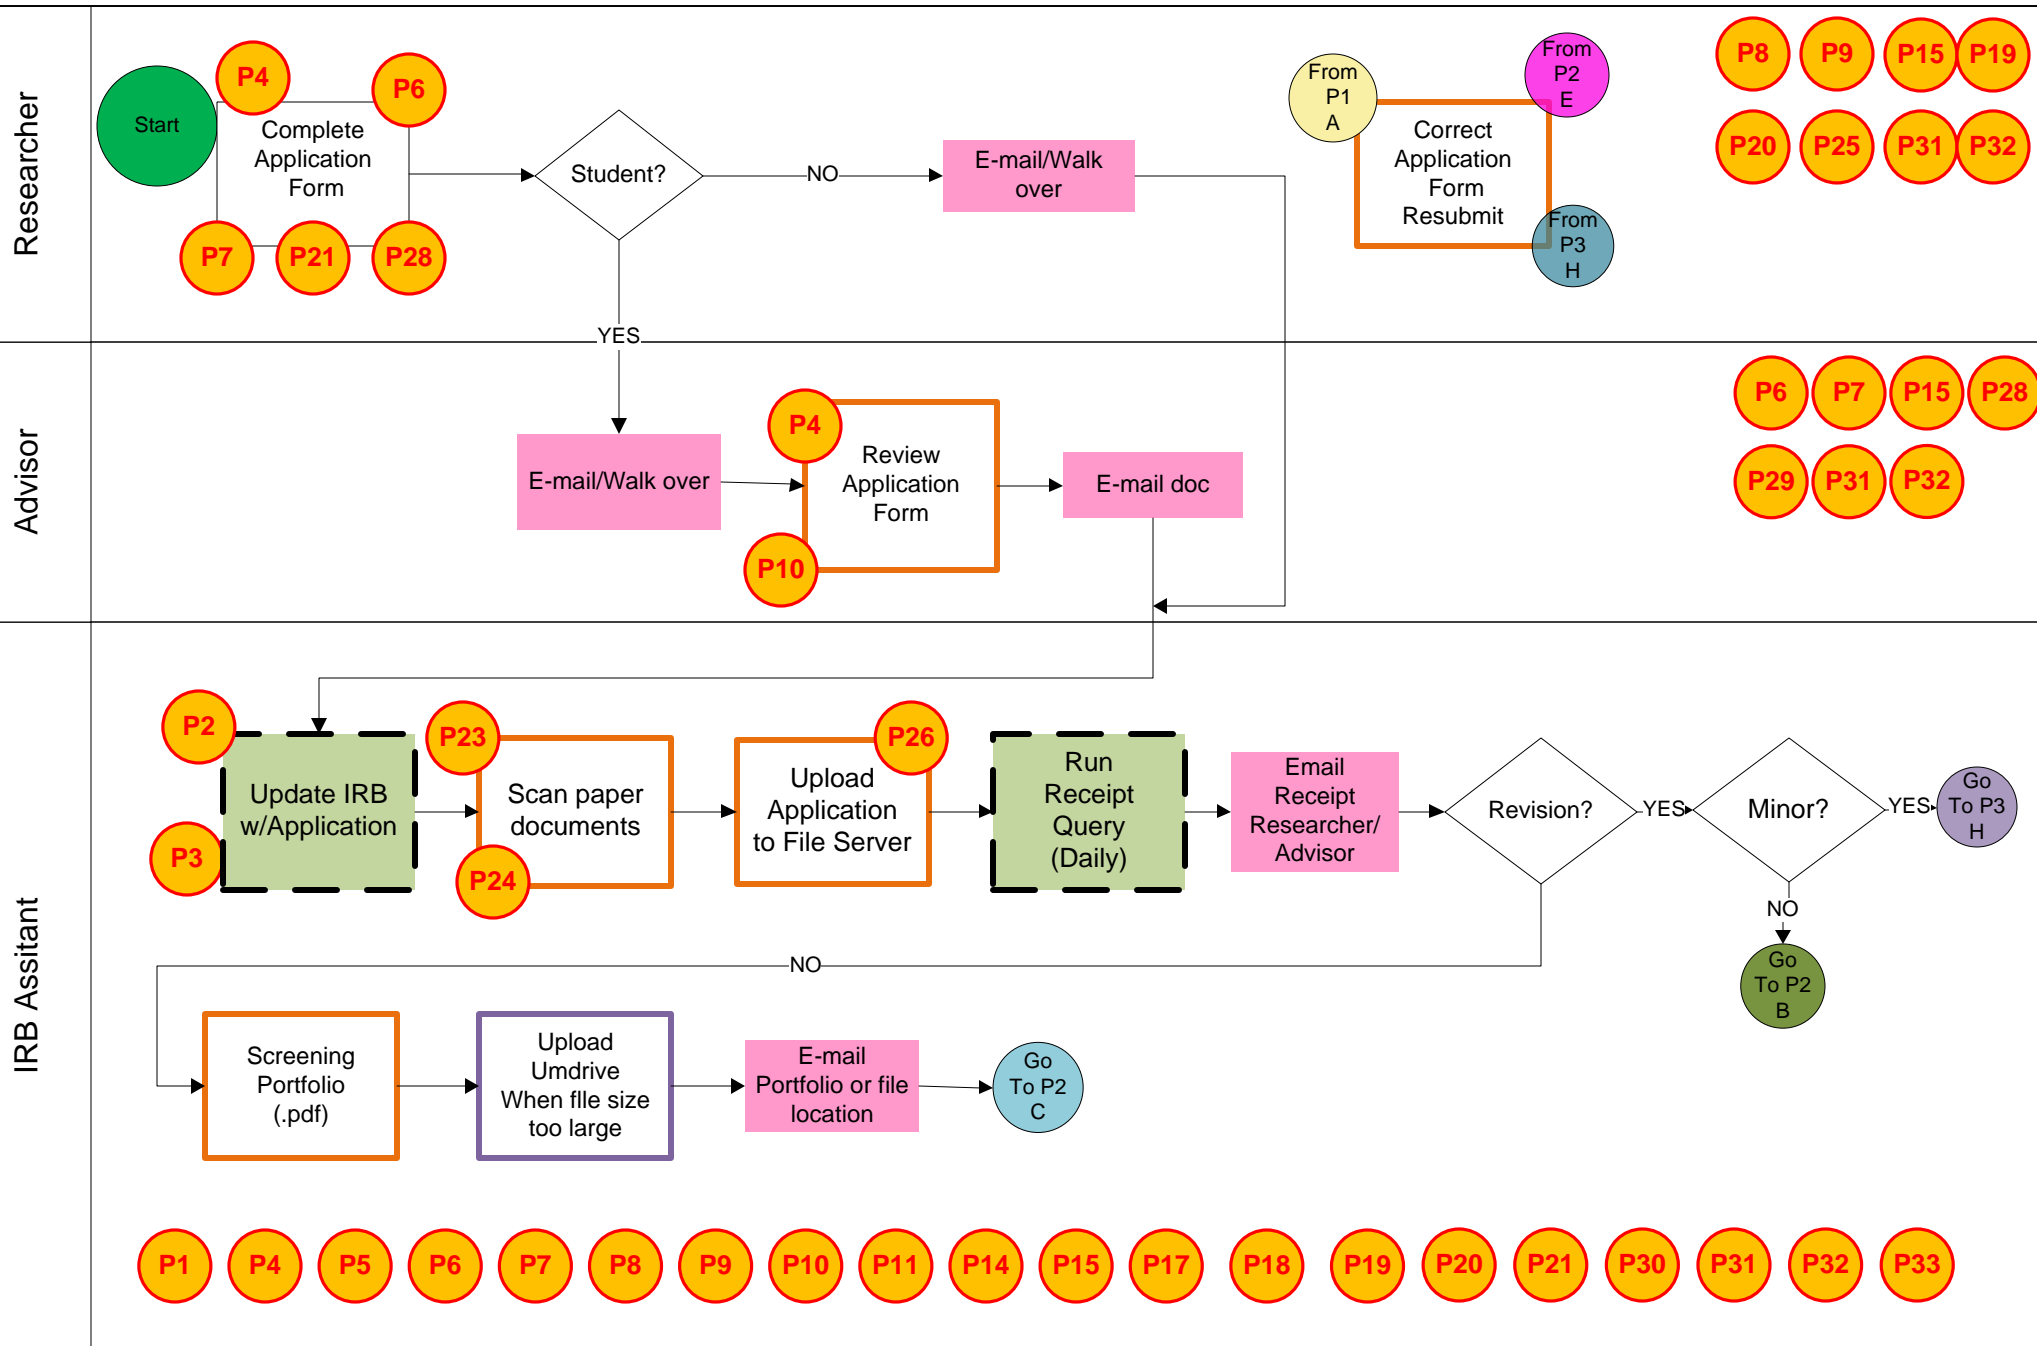 Researcher
Start
P4
P6
Complete
Application
Form
P7
P21
P28
Student?
NO
YES
E-mail/Walk
over
From
P1
A
From
P2
E
Correct
Application
Form
Resubmit
From
P3
H
P8
P9
P15
P19
P20
P25
P31
P32
Advisor
E-mail/Walk over
P4
P10
Review
Application
Form
E-mail doc
P6
P7
P15
P28
P29
P31
P32
IRB Assitant
P2
P3
Update IRB
w/Application
P23
P24
Scan paper
documents
P26
Upload
Application
to File Server
Run
Receipt
Query
(Daily)
Email
Receipt
Researcher/
Advisor
Revision?
YES
Minor?
YES
Go
To P3
H
NO
Go
To P2
B
NO
Screening
Portfolio
(.pdf)
Upload
Umdrive
When flle size
too large
E-mail
Portfolio or file
location
Go
To P2
C
P1
P4
P5
P6
P7
P8
P9
P10
P11
P14
P15
P17
P18
P19
P20
P21
P30
P31
P32
P33